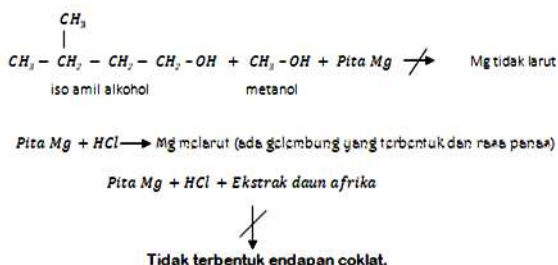 CH₃
CH₃ − CH₂ − CH₂ − CH₂ - OH + CH₃ - OH + Pita Mg Mg tidak larut
iso amil alkohol metanol
Pita Mg + HCl → Mg melarut (ada gelembung yang terbentuk dan rasa panas)
Pita Mg + HCl + Ekstrak daun afrika
Tidak terbentuk endapan coklat.